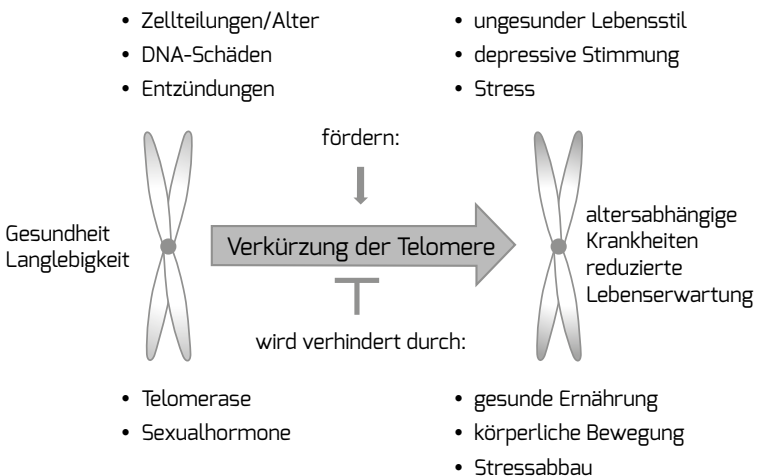 • Zellteilungen/Alter
• DNA-Schäden
• Entzündungen
• ungesunder Lebensstil
• depressive Stimmung
• Stress
fördern:
Gesundheit
Langlebigkeit
Verkürzung der Telomere
altersabhängige
Krankheiten
reduzierte
Lebenserwartung
wird verhindert durch:
• Telomerase
• Sexualhormone
• gesunde Ernährung
• körperliche Bewegung
• Stressabbau